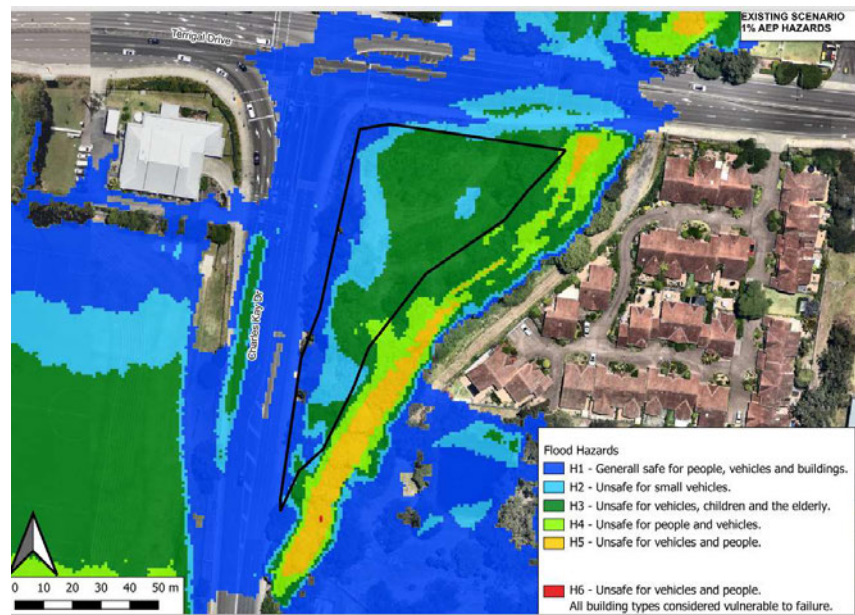 EXISTING SCENARIO
1% AEP HAZARDS
Terrigal Drive
Charles Kay Dr
Flood Hazards
H1 - Generall safe for people, vehicles and buildings.
H2 - Unsafe for small vehicles.
H3 - Unsafe for vehicles, children and the elderly.
H4 - Unsafe for people and vehicles.
H5 - Unsafe for vehicles and people.
H6 - Unsafe for vehicles and people.
All building types considered vulnerable to failure.
0 10 20 30 40 50 m